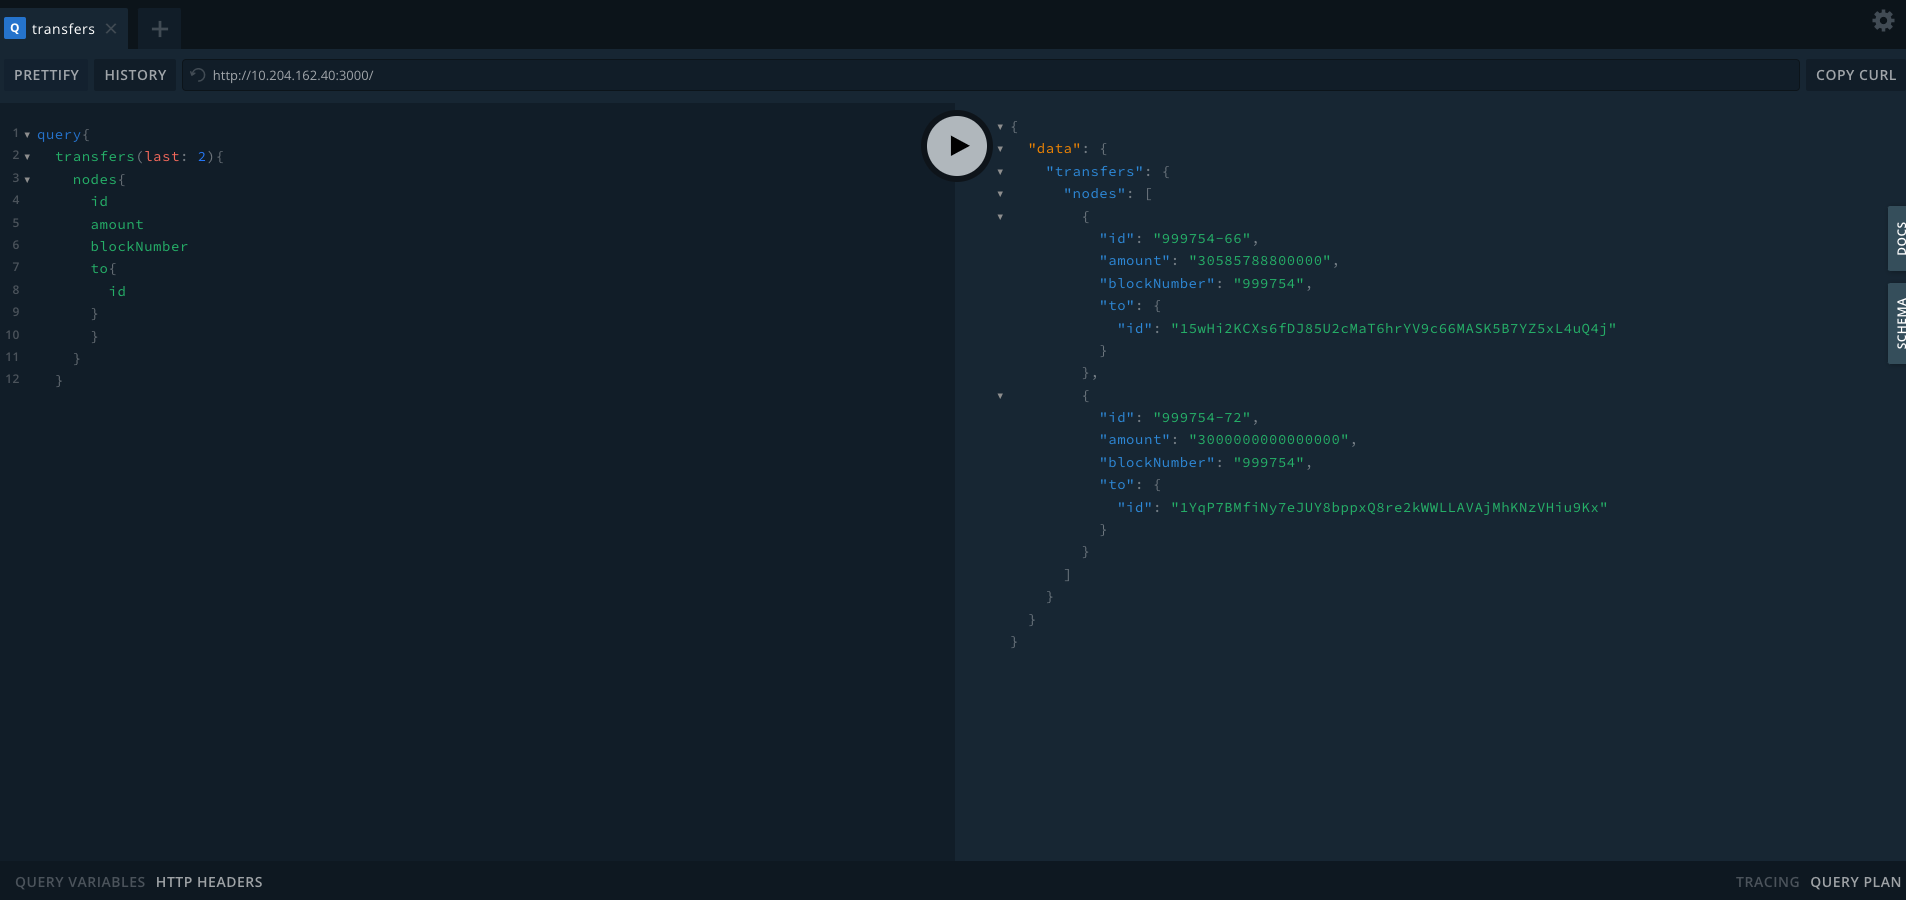 Q transfers
PRETTIFY HISTORY http://10.204.162.40:3000/ COPY CURL
1 query{
2 transfers(last: 2){
3 nodes{
4 id
5 amount
6 blockNumber
7 to{
8 id
9 }
10 }
11 }
12 }
{
"data": {
"transfers": {
"nodes": [
{
"id": "999754-66",
"amount": "30585788800000",
"blockNumber": "999754",
"to": {
"id": "15wHi2KCXs6fDJ85U2cMaT6hrYV9c66MASK5B7YZ5xL4uQ4j"
}
},
{
"id": "999754-72",
"amount": "3000000000000000",
"blockNumber": "999754",
"to": {
"id": "1YqP7BMfiNy7eJUY8bppxQ8re2kWWLLAVAjMhKNzVHiu9Kx"
}
}
]
}
}
}
DOCS
SCHEMA
QUERY VARIABLES HTTP HEADERS
TRACING QUERY PLAN